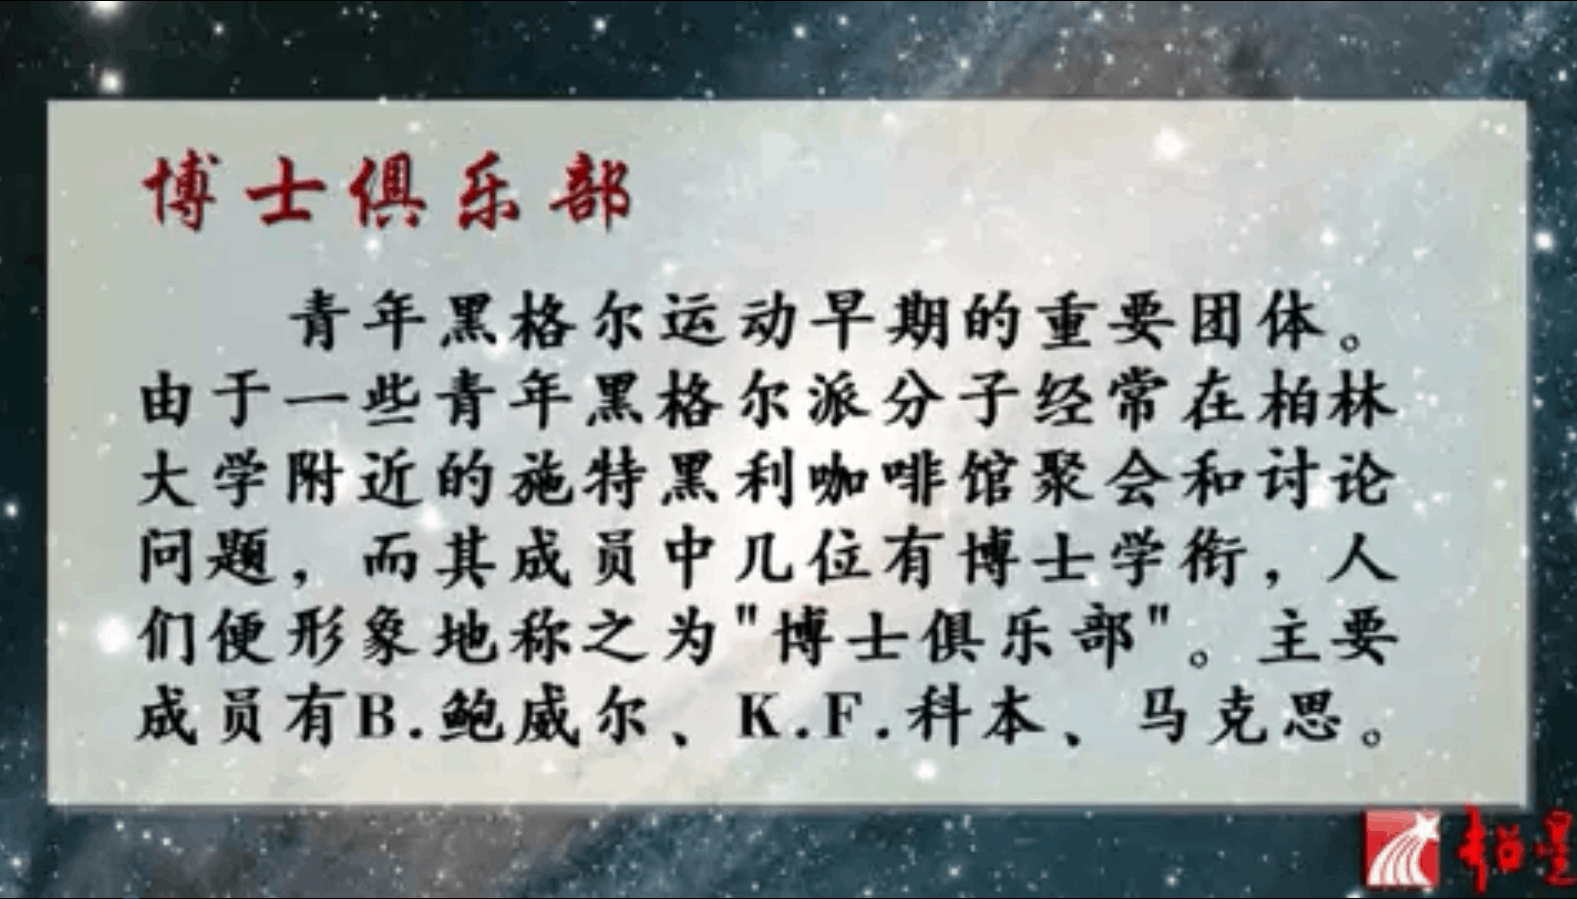 博士俱乐部
青年黑格尔运动早期的重要团体。
由于一些青年黑格尔派分子经常在柏林
大学附近的施特黑利咖啡馆聚会和讨论
问题，而其成员中几位有博士学衔，人
们便形象地称之为"博士俱乐部"。主要
成员有B.鲍威尔、K.F.科本、马克思。